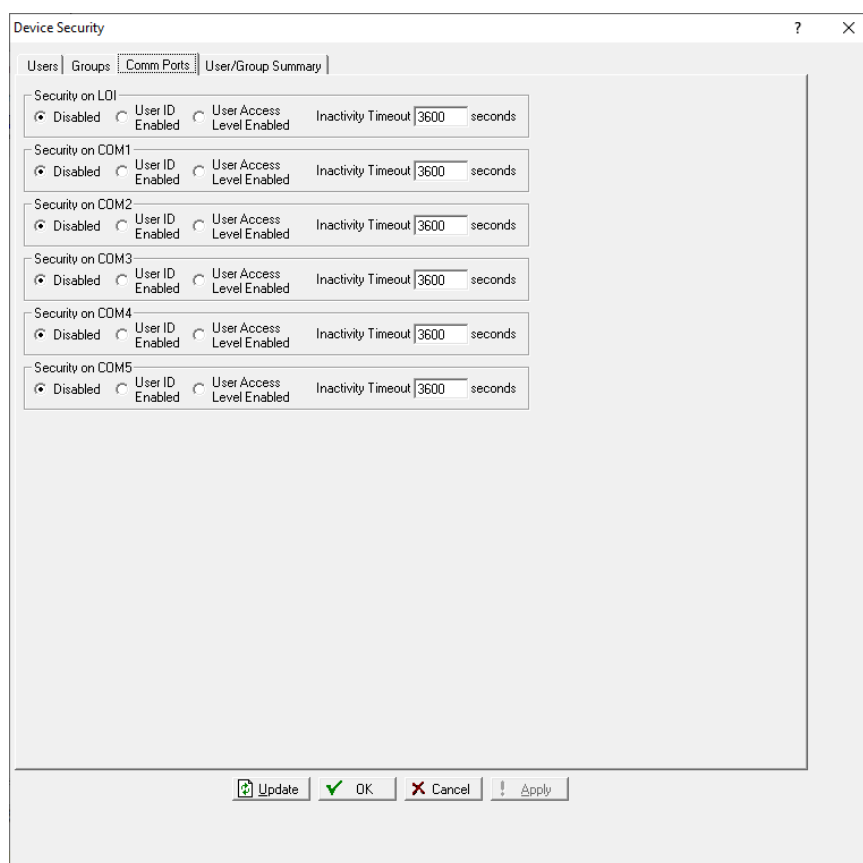 Device Security ?
Users Groups Comm Ports User/Group Summary
Security on LOI
Disabled User ID Enabled User Access Level Enabled Inactivity Timeout 3600 seconds
Security on COM1
Disabled User ID Enabled User Access Level Enabled Inactivity Timeout 3600 seconds
Security on COM2
Disabled User ID Enabled User Access Level Enabled Inactivity Timeout 3600 seconds
Security on COM3
Disabled User ID Enabled User Access Level Enabled Inactivity Timeout 3600 seconds
Security on COM4
Disabled User ID Enabled User Access Level Enabled Inactivity Timeout 3600 seconds
Security on COM5
Disabled User ID Enabled User Access Level Enabled Inactivity Timeout 3600 seconds
Update OK Cancel ! Apply